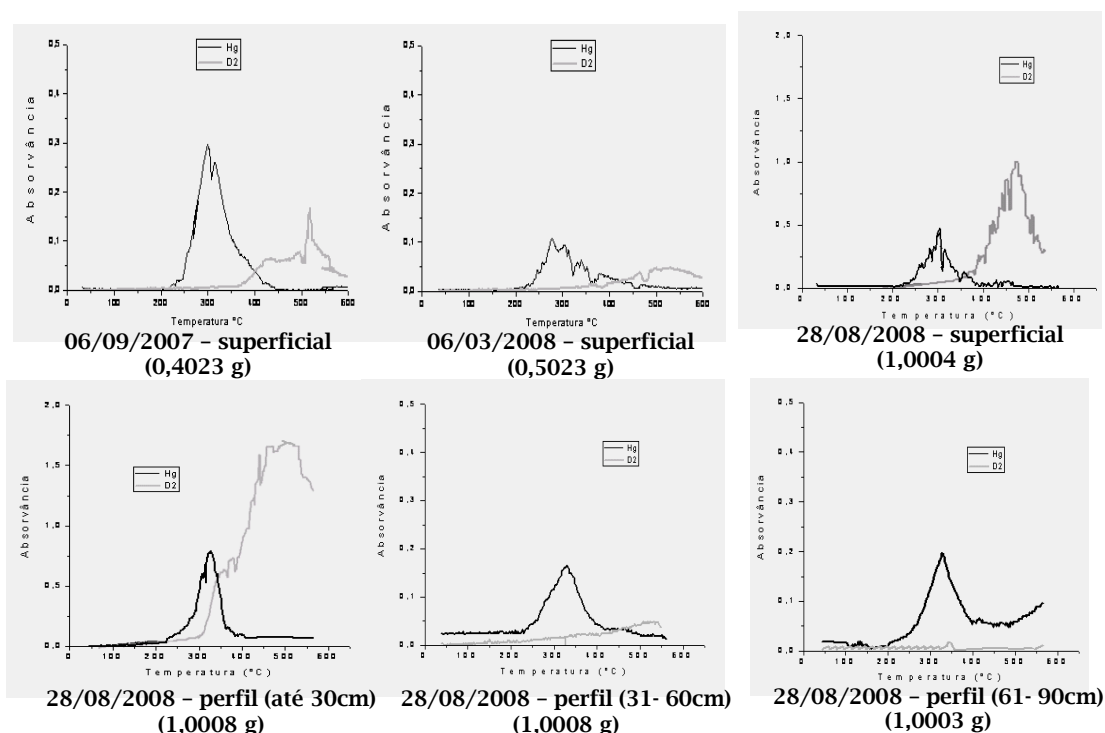 0,5
0,4
0,3
0,2
0,1
0,0
Absorvância
Hg
D2
0 100 200 300 400 500 600
Temperatura °C
06/09/2007 – superficial
(0,4023 g)
0,5
0,4
0,3
0,2
0,1
0,0
Absorvância
Hg
D2
0 100 200 300 400 500 600
Temperatura °C
06/03/2008 – superficial
(0,5023 g)
2,0
1,5
1,0
0,5
0,0
Absorvância
Hg
D2
0 100 200 300 400 500 600
Temperatura (°C)
28/08/2008 – superficial
(1,0004 g)
2,0
1,5
1,0
0,5
0,0
Absorvância
Hg
D2
0 100 200 300 400 500 600
Temperatura (°C)
28/08/2008 – perfil (até 30cm)
(1,0008 g)
0,5
0,4
0,3
0,2
0,1
0,0
Absorvância
Hg
D2
0 100 200 300 400 500 600
Temperatura (°C)
28/08/2008 – perfil (31- 60cm)
(1,0008 g)
0,5
0,4
0,3
0,2
0,1
0,0
Absorvância
Hg
D2
0 100 200 300 400 500 600
Temperatura (°C)
28/08/2008 – perfil (61- 90cm)
(1,0003 g)